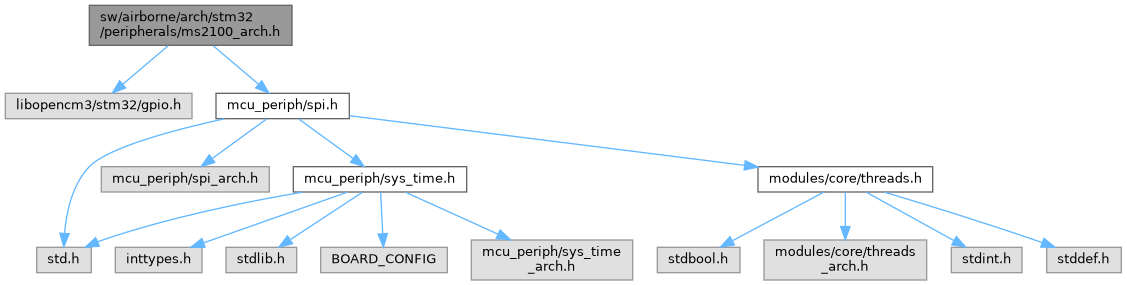 sw/airborne/arch/stm32
/peripherals/ms2100_arch.h
libopencm3/stm32/gpio.h
mcu_periph/spi.h
mcu_periph/spi_arch.h
mcu_periph/sys_time.h
modules/core/threads.h
std.h
inttypes.h
stdlib.h
BOARD_CONFIG
mcu_periph/sys_time
_arch.h
stdbool.h
modules/core/threads
_arch.h
stdint.h
stddef.h